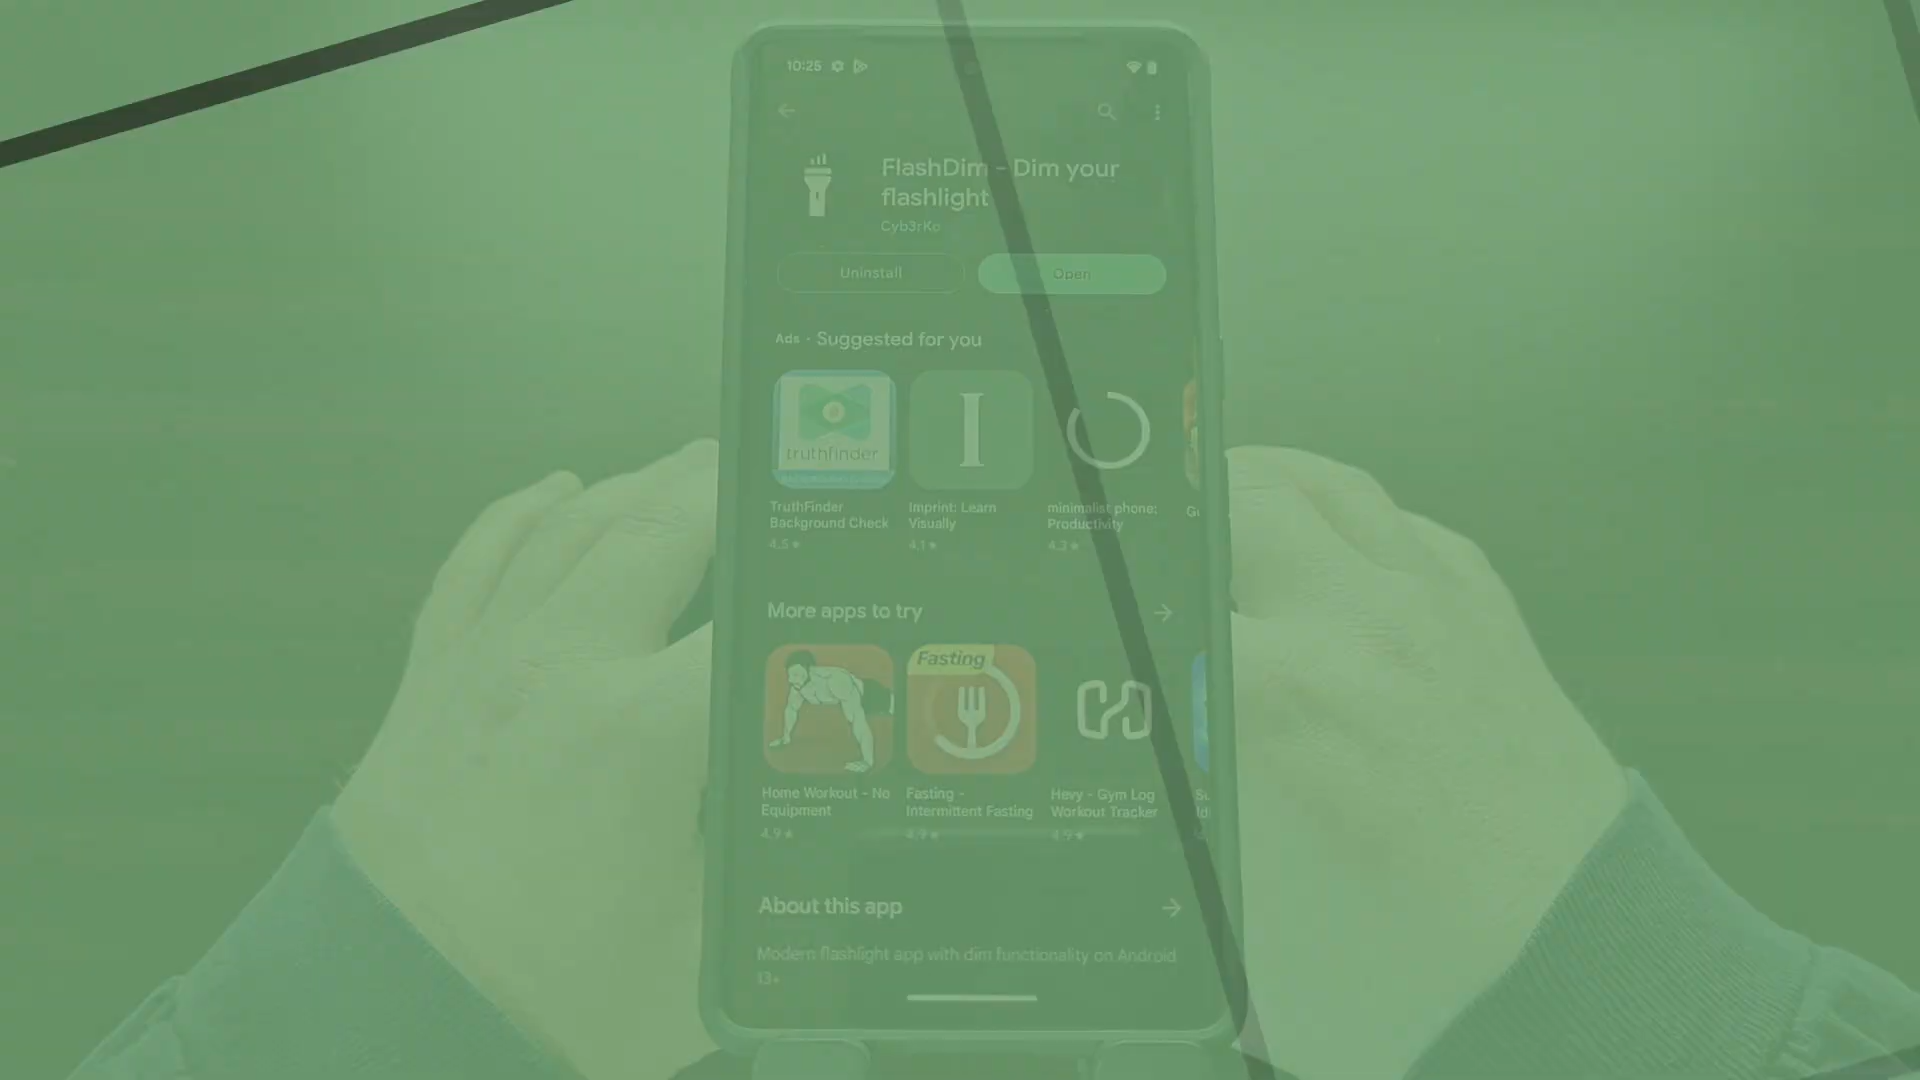 10:25
FlashDim - Dim your
flashlight
Cyb3rKo
Uninstall
Open
Ads · Suggested for you
truthfinder
TruthFinder
Background Check
4.5 ★
Imprint: Learn
Visually
4.1 ★
minimalist phone:
Productivity
4.3 ★
More apps to try
Fasting
Home Workout - No
Equipment
4.9 ★
Fasting -
Intermittent Fasting
4.9 ★
Hevy - Gym Log
Workout Tracker
4.9 ★
About this app
Modern flashlight app with dim functionality on Android
13+